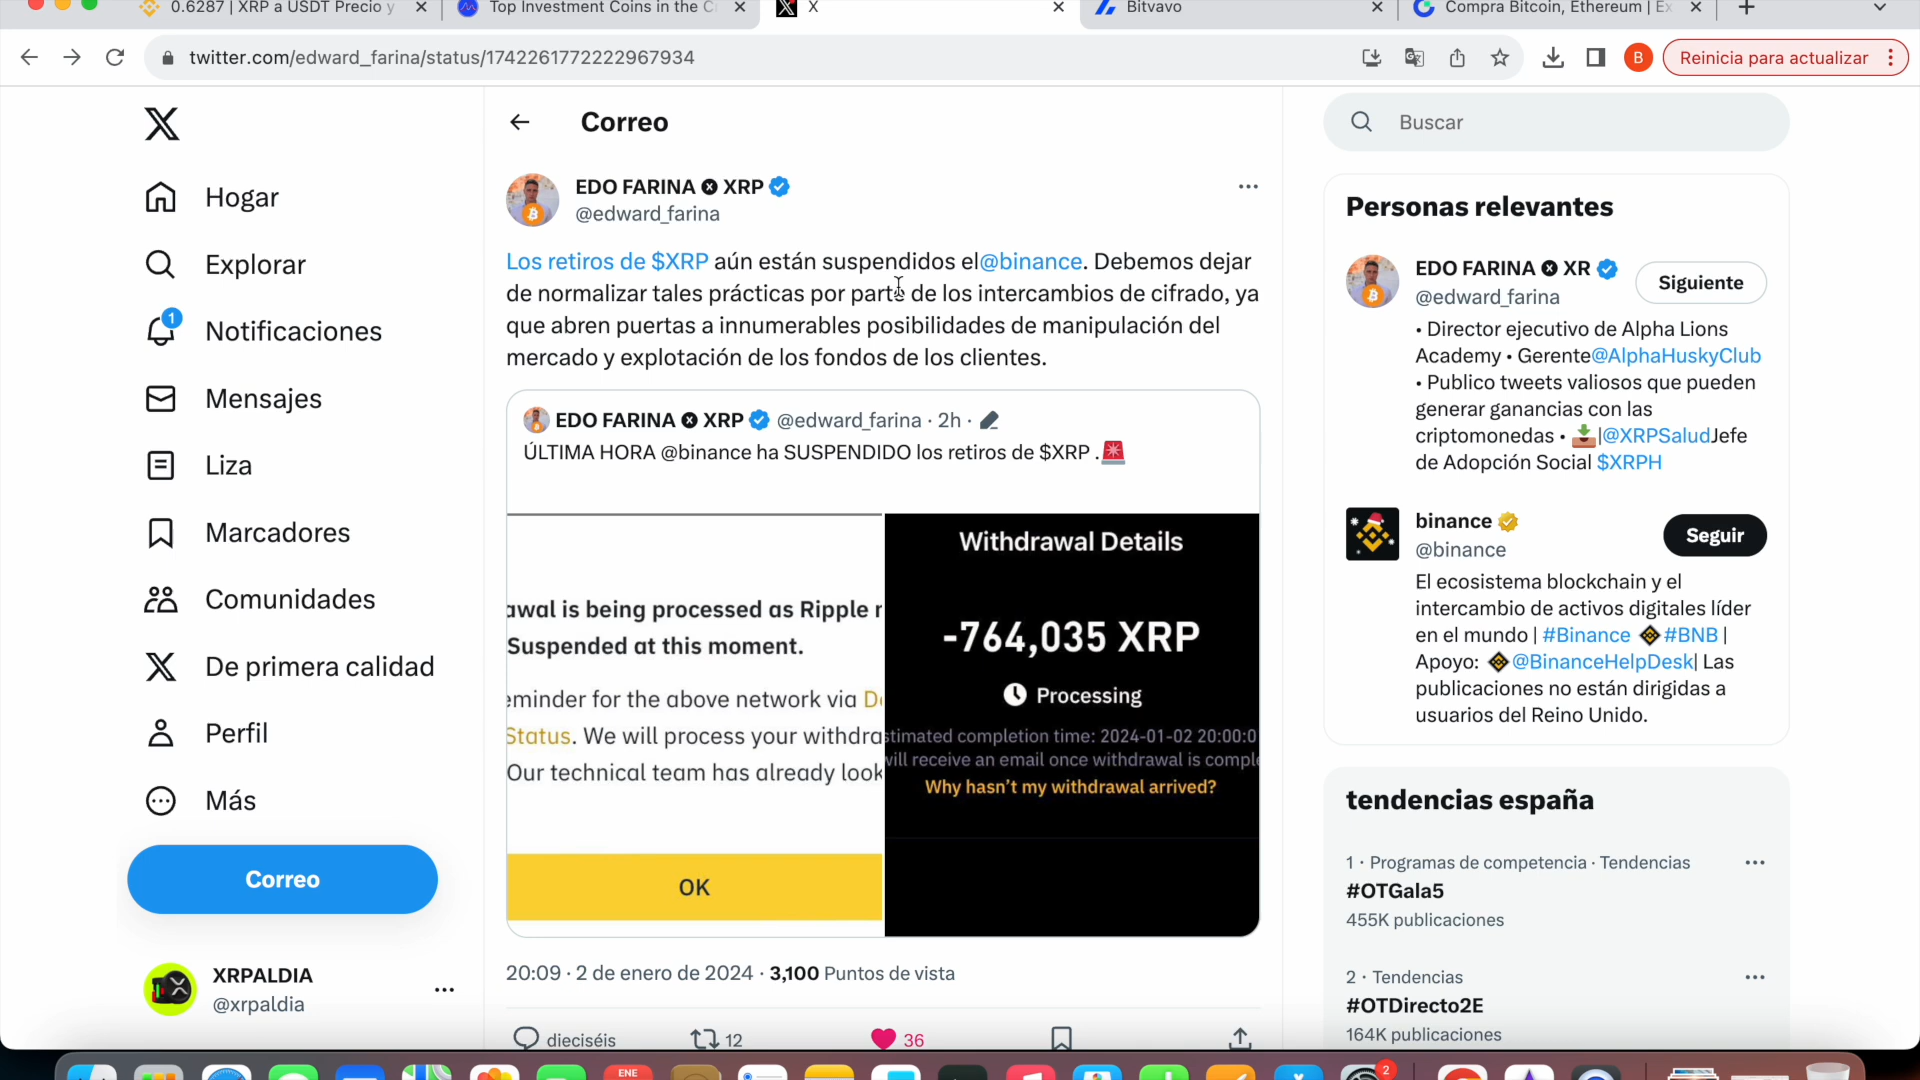 0.6287 | XRP a USDT Precio y
Top Investment Coins in the C
X
Bitvavo
Compra Bitcoin, Ethereum | Ex
twitter.com/edward_farina/status/1742261772222967934
B
Reinicia para actualizar
Hogar
Explorar
1
Notificaciones
Mensajes
Liza
Marcadores
Comunidades
De primera calidad
Perfil
Más
Correo
XRPALDIA
@xrpaldia
Correo
EDO FARINA XRP
@edward_farina
Los retiros de $XRP aún están suspendidos el@binance. Debemos dejar
de normalizar tales prácticas por parte de los intercambios de cifrado, ya
que abren puertas a innumerables posibilidades de manipulación del
mercado y explotación de los fondos de los clientes.
EDO FARINA XRP @edward_farina · 2h ·
ÚLTIMA HORA @binance ha SUSPENDIDO los retiros de $XRP .
awal is being processed as Ripple
Suspended at this moment.
eminder for the above network via
Status. We will process your withdra
Our technical team has already look
OK
Withdrawal Details
-764,035 XRP
Processing
stimated completion time: 2024-01-02 20:00:0
will receive an email once withdrawal is comple
Why hasn't my withdrawal arrived?
20:09 · 2 de enero de 2024 · 3,100 Puntos de vista
dieciséis
12
36
Buscar
Personas relevantes
EDO FARINA XR
@edward_farina
Siguiente
• Director ejecutivo de Alpha Lions
Academy • Gerente@AlphaHuskyClub
• Publico tweets valiosos que pueden
generar ganancias con las
criptomonedas • |@XRPSaludJefe
de Adopción Social $XRPH
binance
@binance
Seguir
El ecosistema blockchain y el
intercambio de activos digitales líder
en el mundo | #Binance #BNB |
Apoyo: @BinanceHelpDesk| Las
publicaciones no están dirigidas a
usuarios del Reino Unido.
tendencias españa
1 · Programas de competencia · Tendencias
#OTGala5
455K publicaciones
2 · Tendencias
#OTDirecto2E
164K publicaciones
ENE
2